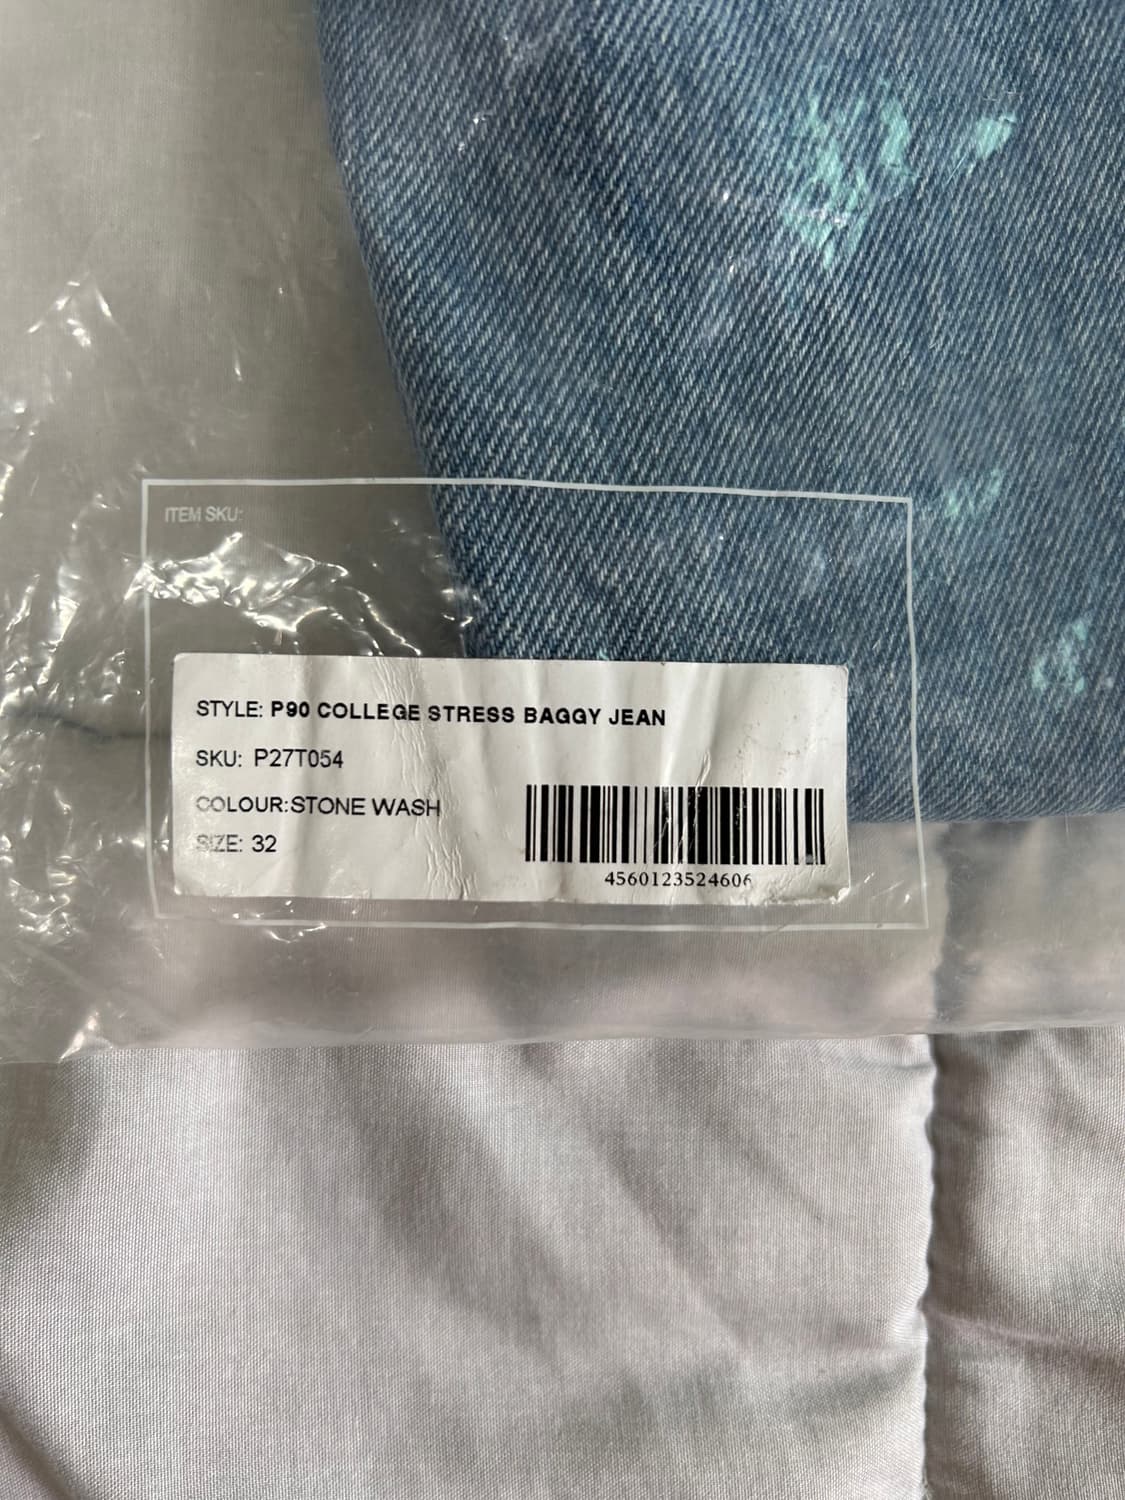 ITEM SKU:
STYLE: P90 COLLEGE STRESS BAGGY JEAN
SKU: P27T054
COLOUR:STONE WASH
SIZE: 32
4560123524606